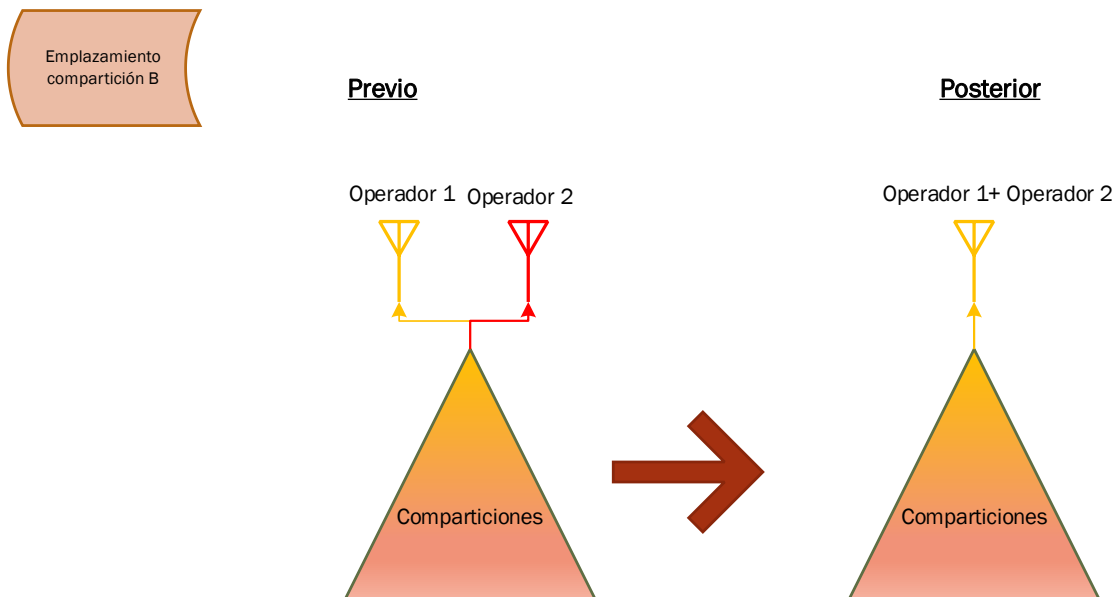 Emplazamiento
compartición B
Previo
Posterior
Operador 1
Operador 2
Operador 1+ Operador 2
Comparticiones
Comparticiones